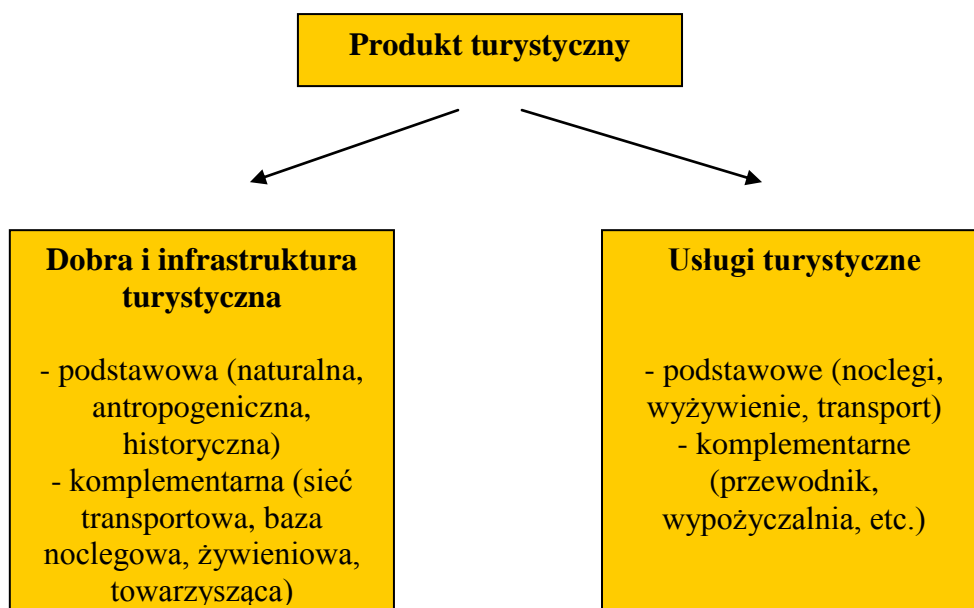 Produkt turystyczny
Dobra i infrastruktura
turystyczna
- podstawowa (naturalna,
antropogeniczna,
historyczna)
- komplementarna (sieć
transportowa, baza
noclegowa, żywieniowa,
towarzysząca)
Usługi turystyczne
- podstawowe (noclegi,
wyżywienie, transport)
- komplementarne
(przewodnik,
wypożyczalnia, etc.)